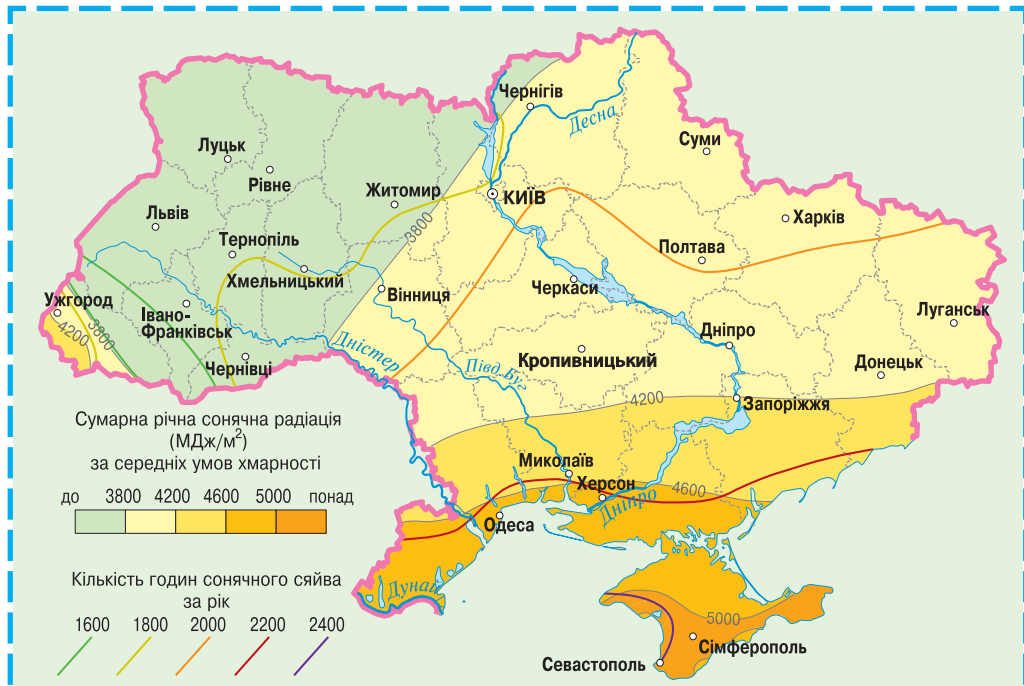 Чернігів
Десна
Суми
Луцьк
Рівне
Житомир
КИЇВ
Львів
Харків
3800
Тернопіль
Полтава
Хмельницький
Черкаси
Вінниця
Ужгород
Івано-
Франківськ
Луганськ
4200
3800
Дністер
Дніпро
Чернівці
Півд. Буг
Кропивницький
Донецьк
4200
Запоріжжя
Сумарна річна сонячна радіація
(МДж/м²)
за середніх умов хмарності
до 3800 4200 4600 5000 понад
Миколаїв
Херсон
4600
Дніпро
Одеса
Дунай
Кількість годин сонячного сяйва
за рік
1600 1800 2000 2200 2400
5000
Сімферополь
Севастополь